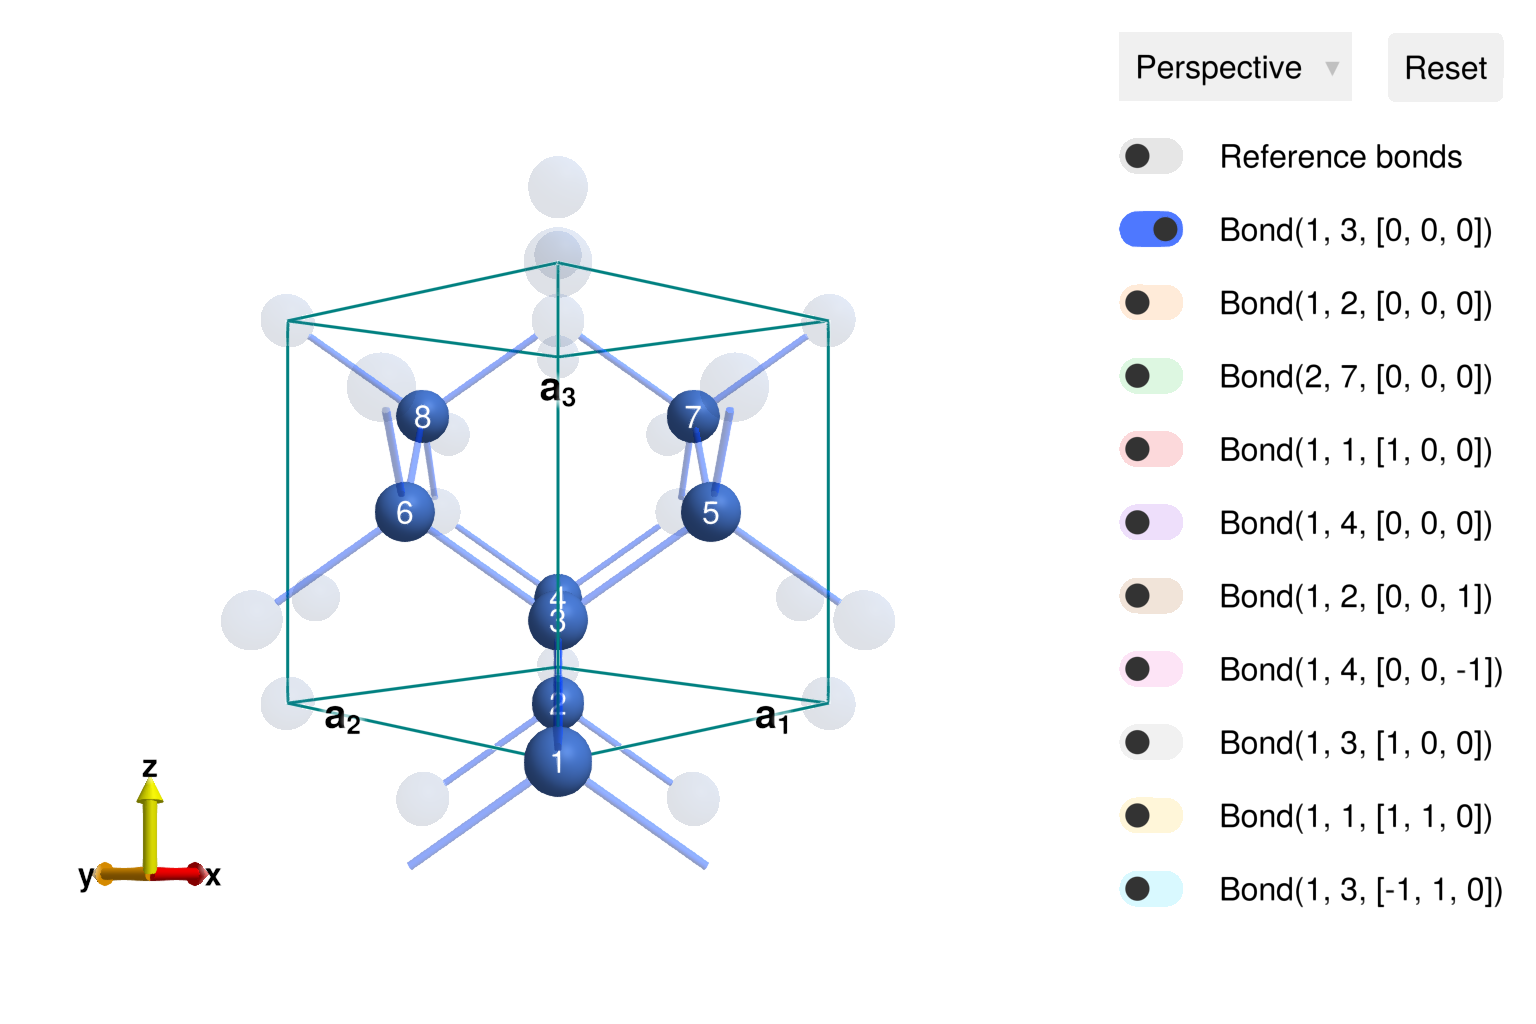 Perspective ▼ Reset
Reference bonds
Bond(1, 3, [0, 0, 0])
Bond(1, 2, [0, 0, 0])
Bond(2, 7, [0, 0, 0])
Bond(1, 1, [1, 0, 0])
Bond(1, 4, [0, 0, 0])
Bond(1, 2, [0, 0, 1])
Bond(1, 4, [0, 0, -1])
Bond(1, 3, [1, 0, 0])
Bond(1, 1, [1, 1, 0])
Bond(1, 3, [-1, 1, 0])
a₃
8 7
6 5
4
3
2
a₂ a₁
1
z
y x